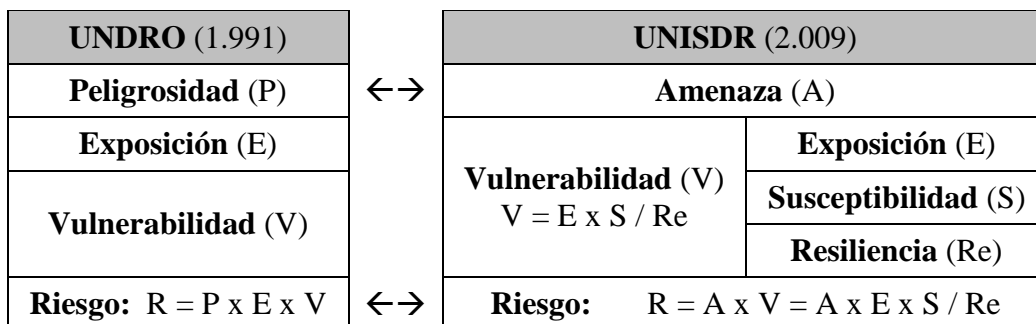 UNDRO (1.991)
UNISDR (2.009)
Peligrosidad (P)
←→
Amenaza (A)
Exposición (E)
Vulnerabilidad (V)
Vulnerabilidad (V)
V = E x S / Re
Exposición (E)
Susceptibilidad (S)
Resiliencia (Re)
Riesgo: R = P x E x V
←→
Riesgo: R = A x V = A x E x S / Re